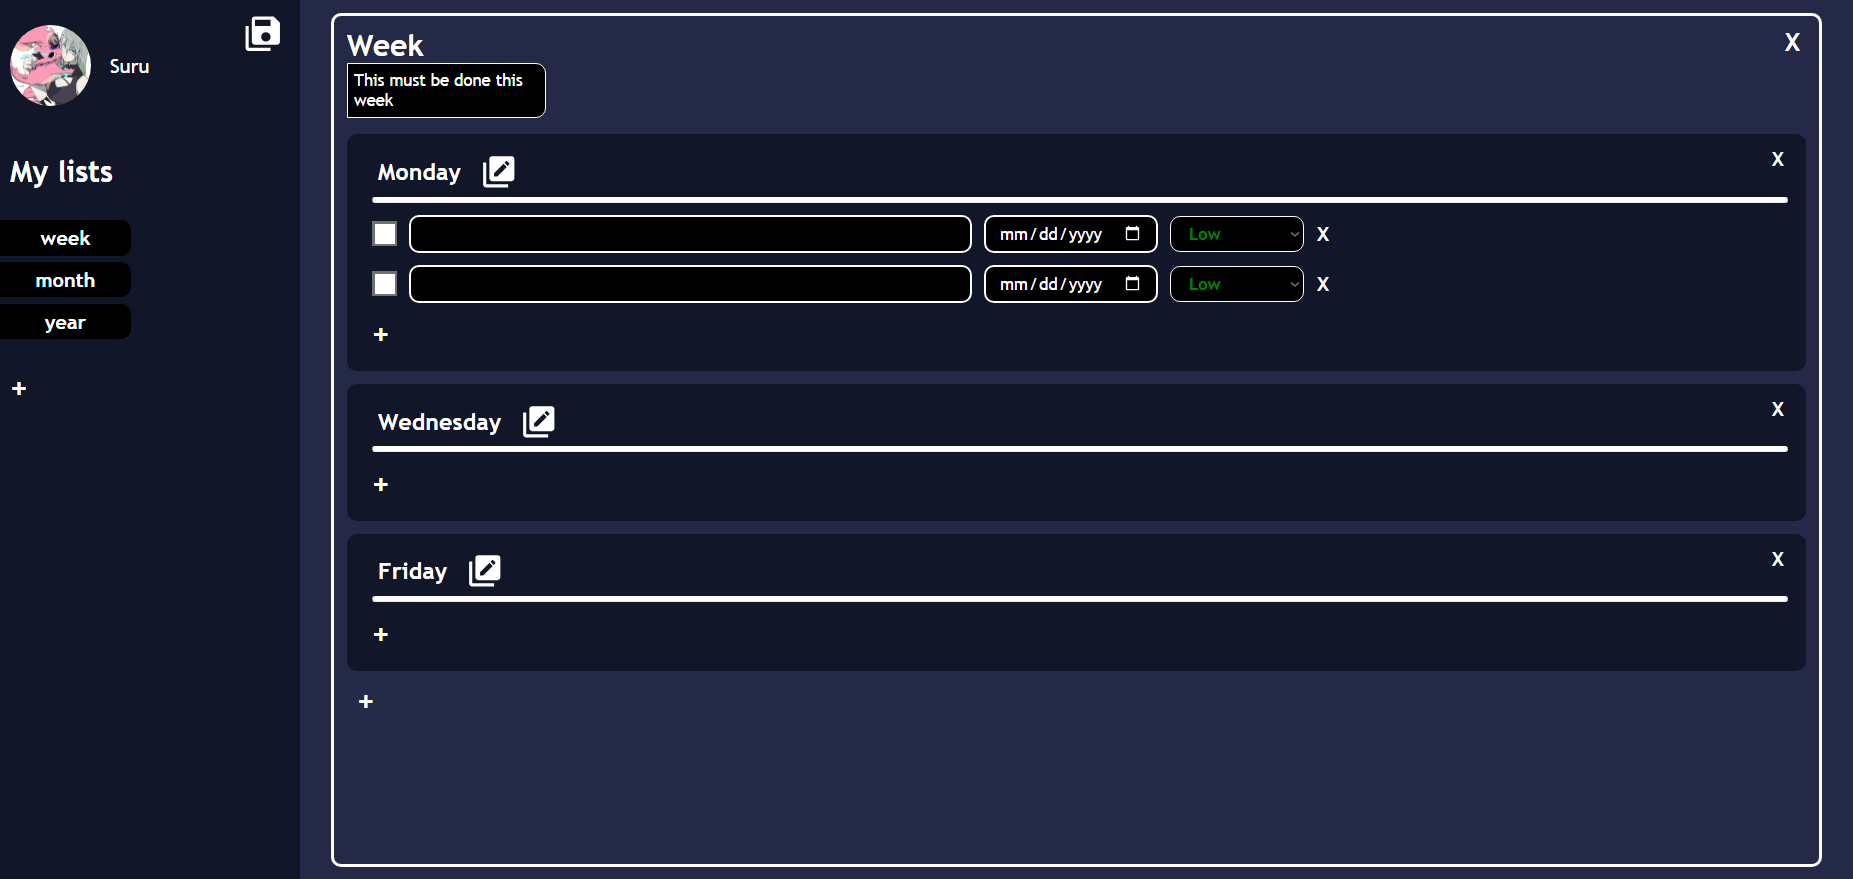 Suru
My lists
week
month
year
+
Week
X
This must be done this
week
Monday
X
mm/dd/yyyy Low X
mm/dd/yyyy Low X
+
Wednesday
X
+
Friday
X
+
+